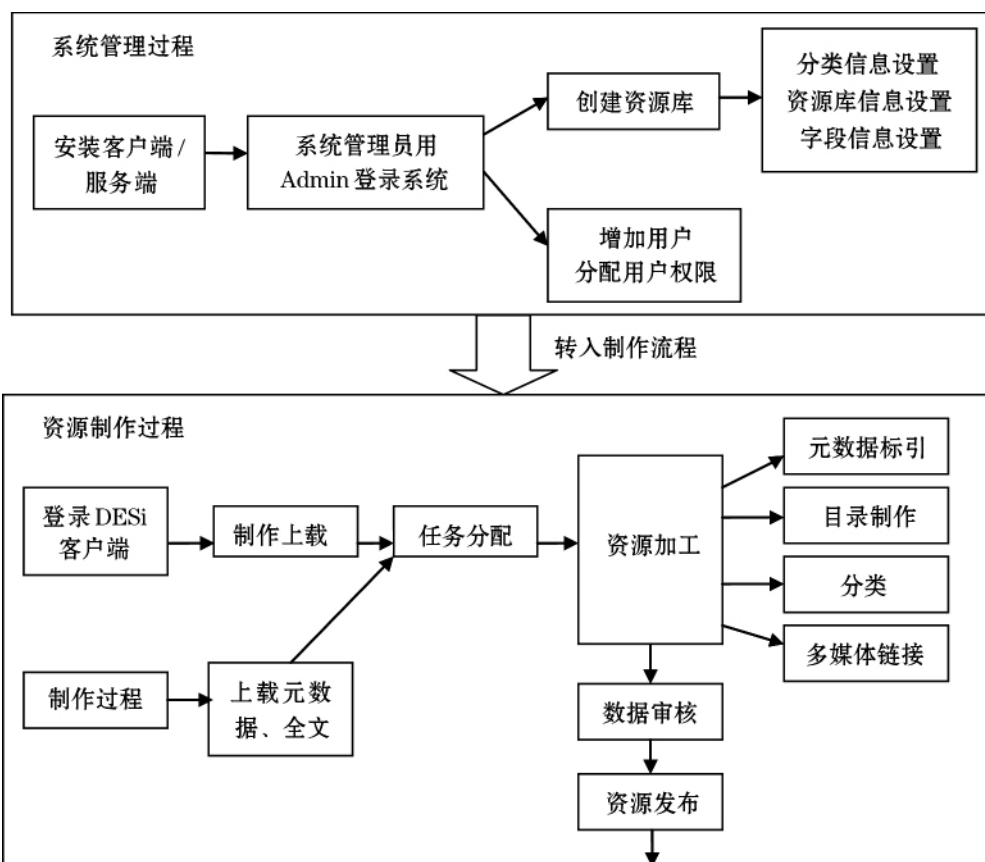 系统管理过程
安装客户端/
服务端
系统管理员用
Admin登录系统
创建资源库
分类信息设置
资源库信息设置
字段信息设置
增加用户
分配用户权限
转入制作流程
资源制作过程
登录DESi
客户端
制作上载
任务分配
资源加工
元数据标引
目录制作
分类
多媒体链接
制作过程
上载元数
据、全文
数据审核
资源发布